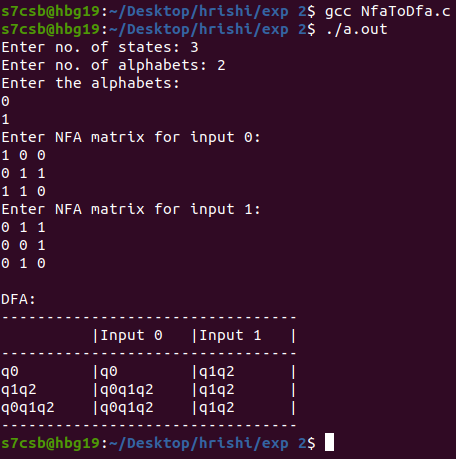 s7csb@hbg19:~/Desktop/hrishi/exp 2$ gcc NfaToDfa.c
s7csb@hbg19:~/Desktop/hrishi/exp 2$ ./a.out
Enter no. of states: 3
Enter no. of alphabets: 2
Enter the alphabets:
0
1
Enter NFA matrix for input 0:
1 0 0
0 1 1
1 1 0
Enter NFA matrix for input 1:
0 1 1
0 0 1
0 1 0

DFA:
---------------------------------
          |Input 0   |Input 1   |
---------------------------------
q0        |q0        |q1q2      |
q1q2      |q0q1q2    |q1q2      |
q0q1q2    |q0q1q2    |q1q2      |
---------------------------------
s7csb@hbg19:~/Desktop/hrishi/exp 2$